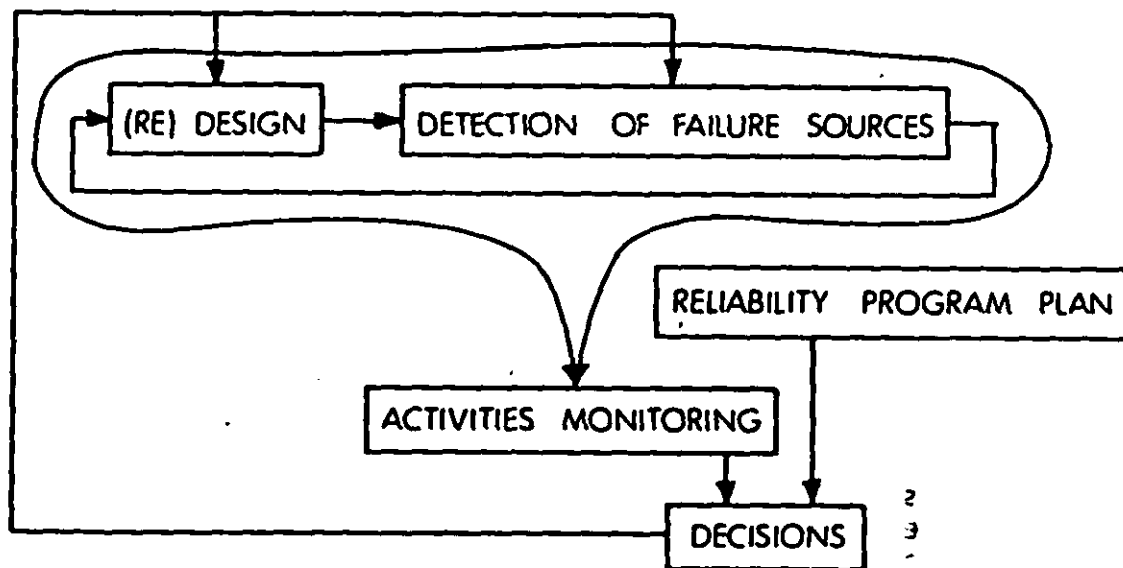 (RE) DESIGN
DETECTION OF FAILURE SOURCES
RELIABILITY PROGRAM PLAN
ACTIVITIES MONITORING
DECISIONS